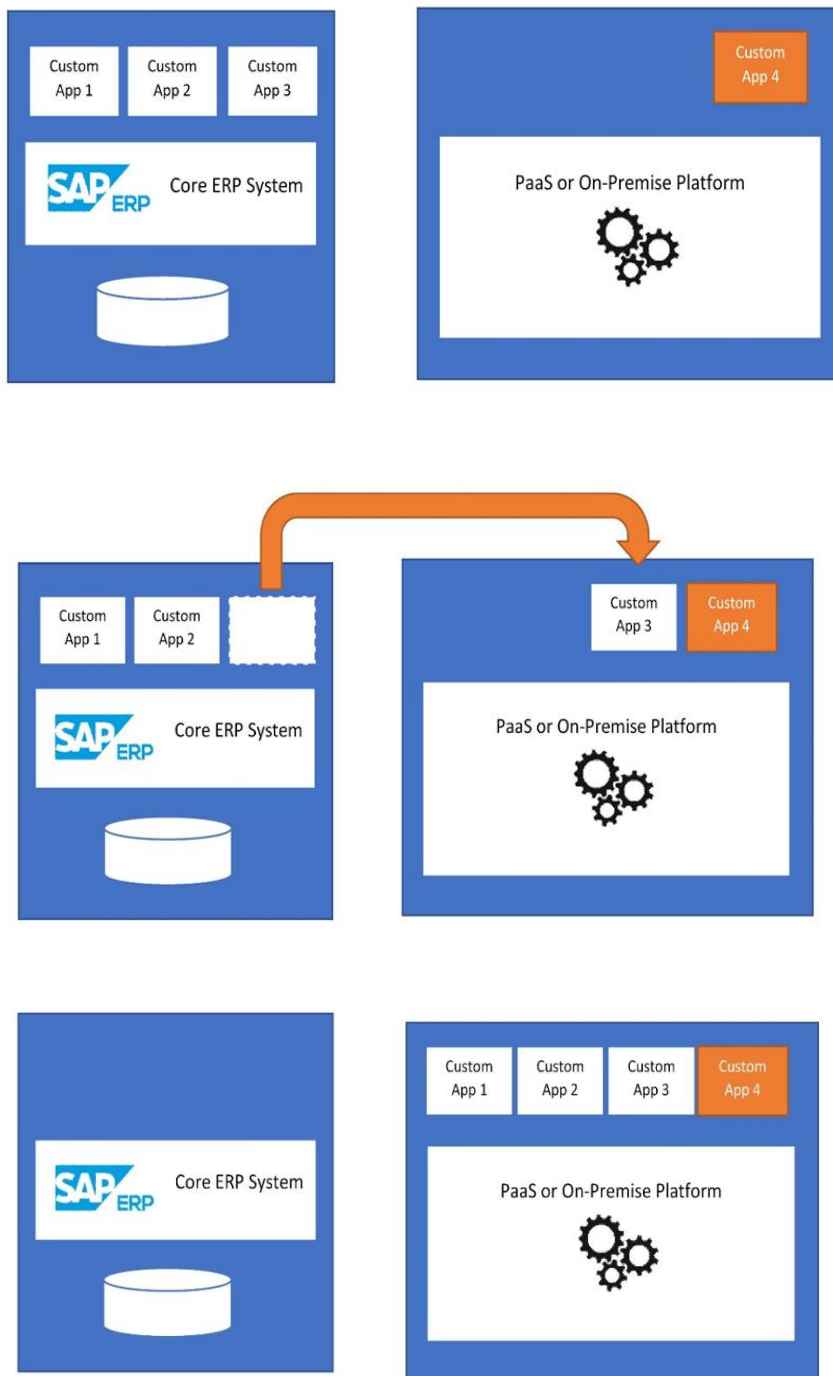 Custom
App 1
Custom
App 2
Custom
App 3
SAP ERP
Core ERP System
Custom
App 4
PaaS or On-Premise Platform
Custom
App 1
Custom
App 2
SAP ERP
Core ERP System
Custom
App 3
Custom
App 4
PaaS or On-Premise Platform
SAP ERP
Core ERP System
Custom
App 1
Custom
App 2
Custom
App 3
Custom
App 4
PaaS or On-Premise Platform